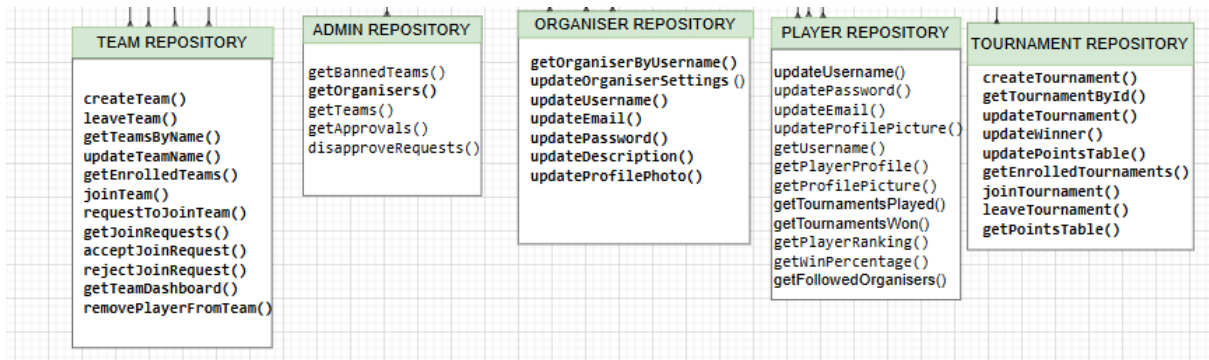 TEAM REPOSITORY
createTeam()
leaveTeam()
getTeamsByName()
updateTeamName()
getEnrolledTeams()
joinTeam()
requestToJoinTeam()
getJoinRequests()
acceptJoinRequest()
rejectJoinRequest()
getTeamDashboard()
removePlayerFromTeam()
ADMIN REPOSITORY
getBannedTeams()
getOrganisers()
getTeams()
getApprovals()
disapproveRequests()
ORGANISER REPOSITORY
getOrganiserByUsername()
updateOrganiserSettings ()
updateUsername()
updateEmail()
updatePassword()
updateDescription()
updateProfilePhoto()
PLAYER REPOSITORY
updateUsername()
updatePassword()
updateEmail()
updateProfilePicture()
getUsername()
getPlayerProfile()
getProfilePicture()
getTournamentsPlayed()
getTournamentsWon()
getPlayerRanking()
getWinPercentage()
getFollowedOrganisers()
TOURNAMENT REPOSITORY
createTournament()
getTournamentById()
updateTournament()
updateWinner()
updatePointsTable()
getEnrolledTournaments()
joinTournament()
leaveTournament()
getPointsTable()